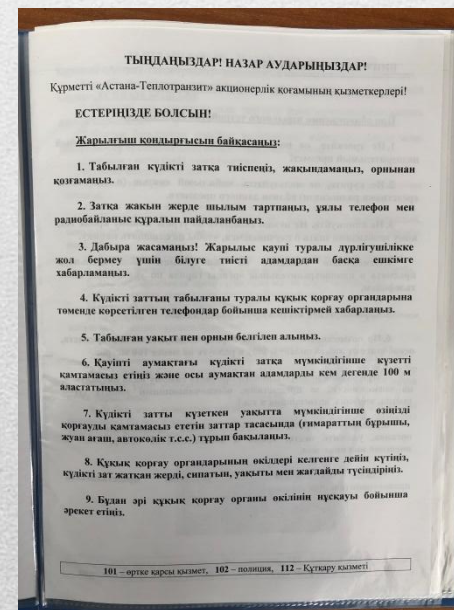 ТЫҢДАҢЫЗДАР! НАЗАР АУДАРЫҢЫЗДАР!
Құрметті «Астана-Теплотранзит» акционерлік қоғамының қызметкерлері!
ЕСТЕРІҢІЗДЕ БОЛСЫН!
Жарылғыш қондырғысын байқасаңыз:
1. Табылған күдікті затқа тиіспеңіз, жақындамаңыз, орнынан
қозғамаңыз.
2. Затқа жақын жерде шылым тартпаңыз, ұялы телефон мен
радиобайланыс құралын пайдаланбаңыз.
3. Дабыра жасамаңыз! Жарылыс қаупі туралы дүрлігушілікке
жол бермеу үшін білуге тиісті адамдардан басқа ешкімге
хабарламаңыз.
4. Күдікті заттың табылғаны туралы құқық қорғау органдарына
төменде көрсетілген телефондар бойынша кешіктірмей хабарлаңыз.
5. Табылған уақыт пен орнын белгілеп алыңыз.
6. Қауіпті аумақтағы күдікті затқа мүмкіндігінше күзетті
қамтамасыз етіңіз және осы аумақтан адамдарды кем дегенде 100 м
аластатыңыз.
7. Күдікті затты күзеткен уақытта мүмкіндігінше өзіңізді
қорғауды қамтамасыз ететін заттар тасасында (ғимараттың бұрышы,
жуан ағаш, автокөлік т.с.с.) тұрып бақылаңыз.
8. Құқық қорғау органдарының өкілдері келгенге дейін күтіңіз,
күдікті зат жатқан жерді, сипатын, уақыты мен жағдайды түсіндіріңіз.
9. Бұдан әрі құқық қорғау органы өкілінің нұсқауы бойынша
әрекет етіңіз.
101 – өртке қарсы қызмет, 102 – полиция, 112 – Құтқару қызметі